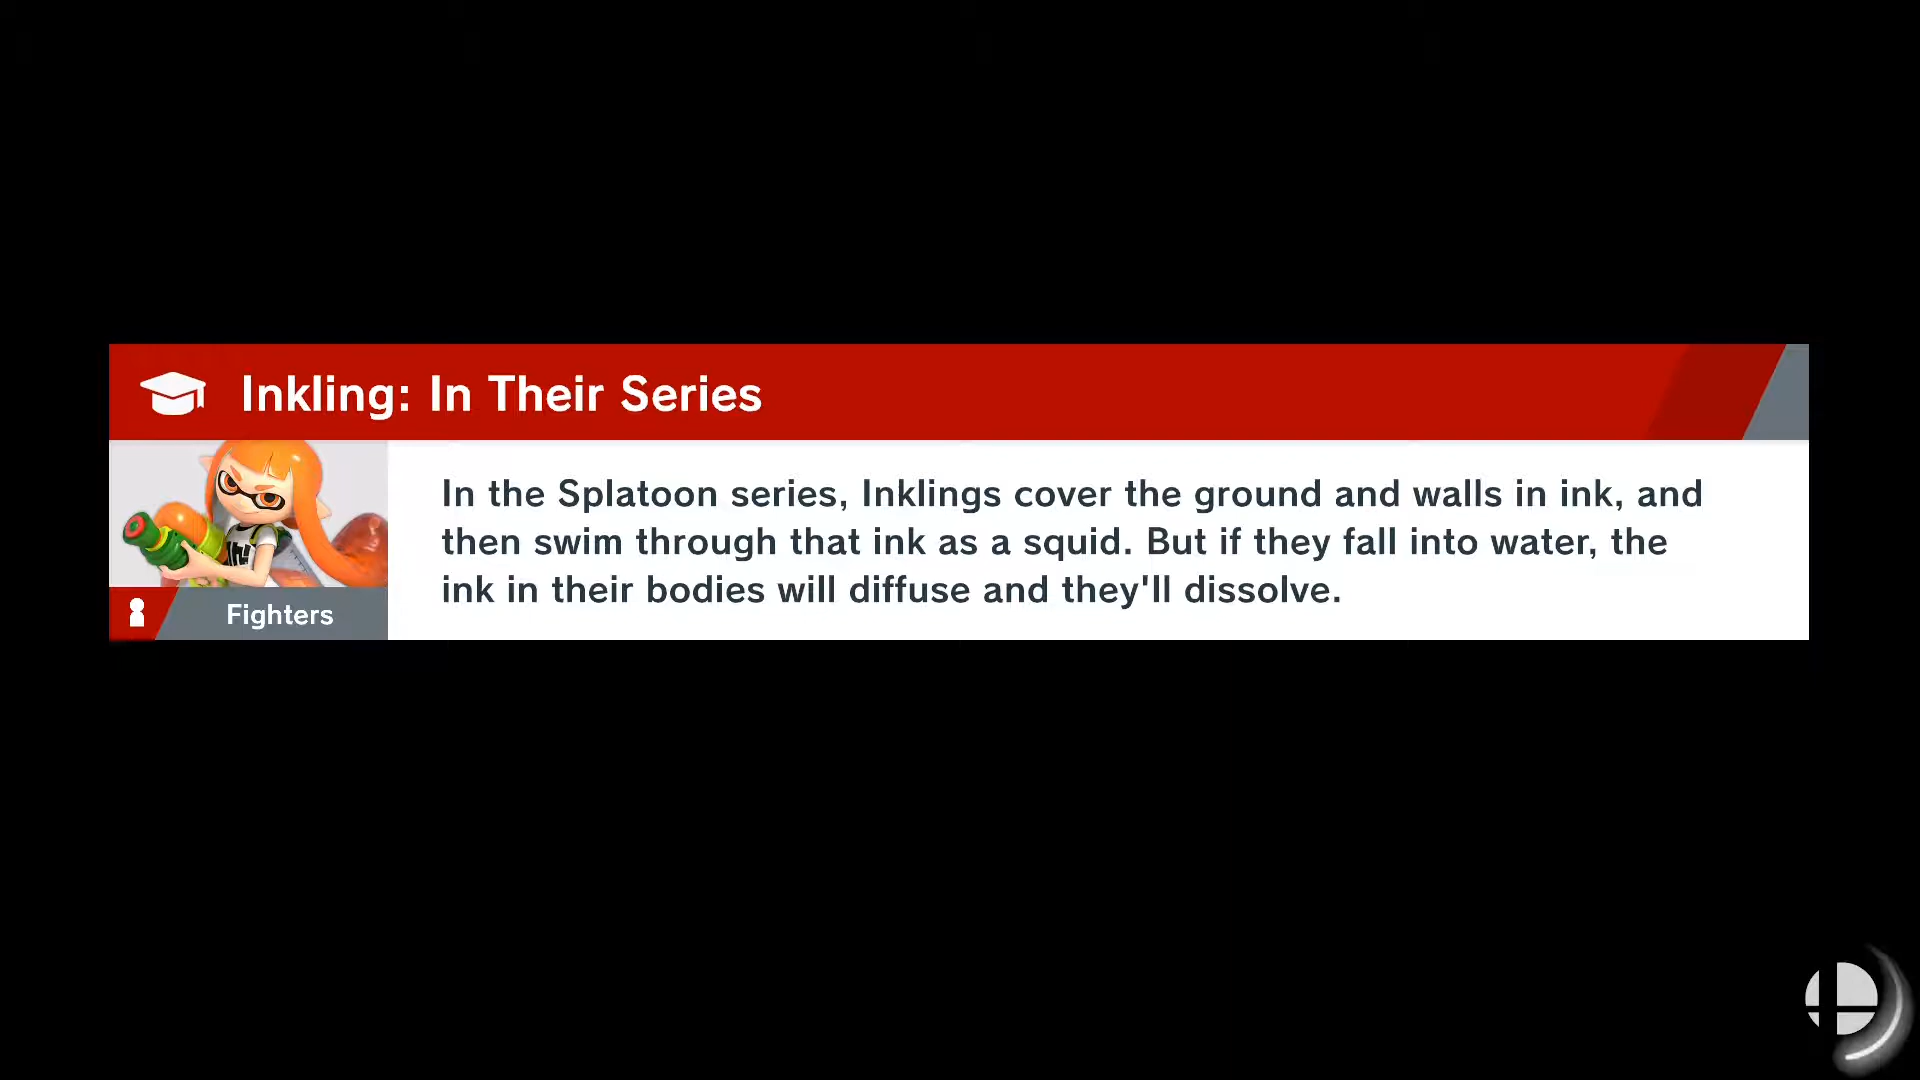 Inkling: In Their Series
In the Splatoon series, Inklings cover the ground and walls in ink, and
then swim through that ink as a squid. But if they fall into water, the
ink in their bodies will diffuse and they'll dissolve.
Fighters